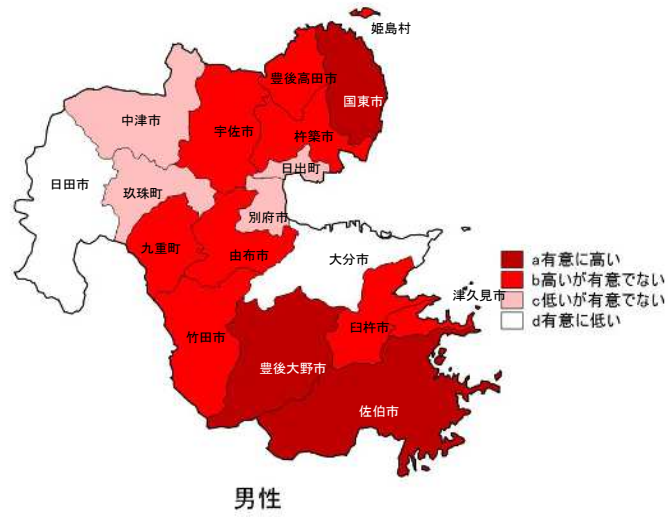 姫島村
豊後高田市
国東市
中津市
宇佐市
杵築市
日出町
日田市
玖珠町
別府市
九重町
由布市
大分市
a有意に高い
b高いが有意でない
c低いが有意でない
d有意に低い
津久見市
臼杵市
竹田市
豊後大野市
佐伯市
男性